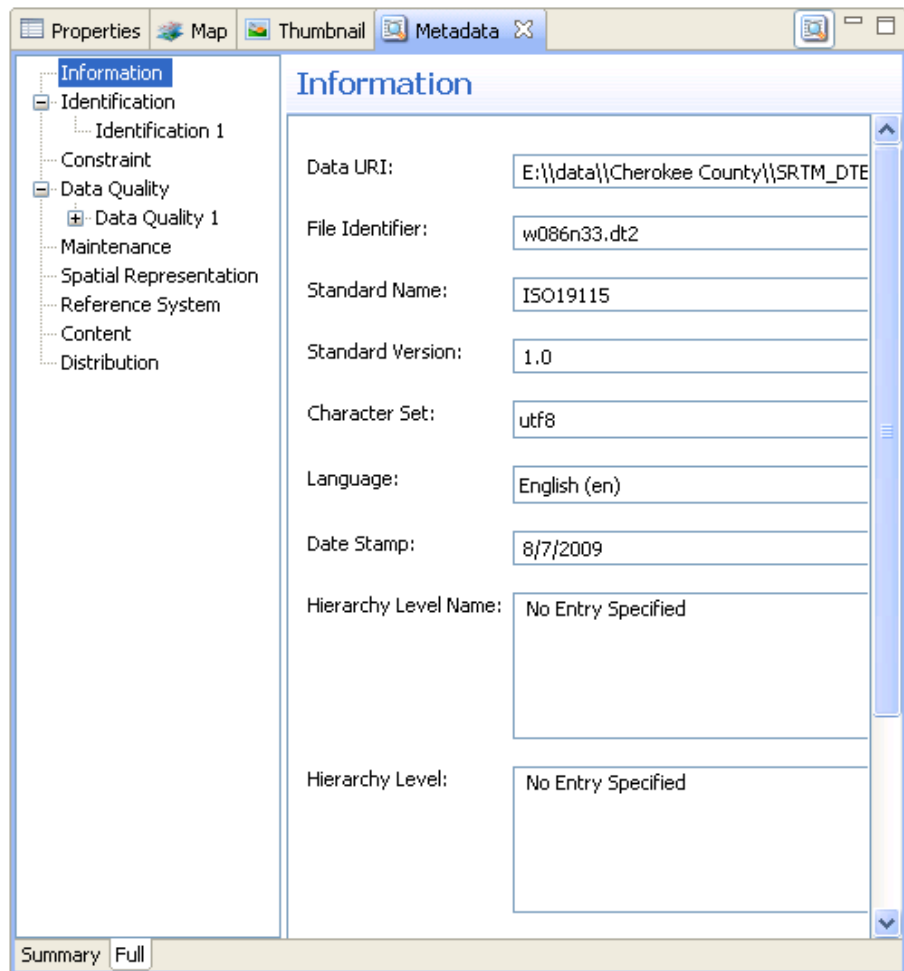 Properties Map Thumbnail Metadata
Information
Identification
Identification 1
Constraint
Data Quality
Data Quality 1
Maintenance
Spatial Representation
Reference System
Content
Distribution
Information
Data URI: E:\\data\\Cherokee County\\SRTM_DTE
File Identifier: w086n33.dt2
Standard Name: ISO19115
Standard Version: 1.0
Character Set: utf8
Language: English (en)
Date Stamp: 8/7/2009
Hierarchy Level Name: No Entry Specified
Hierarchy Level: No Entry Specified
Summary Full